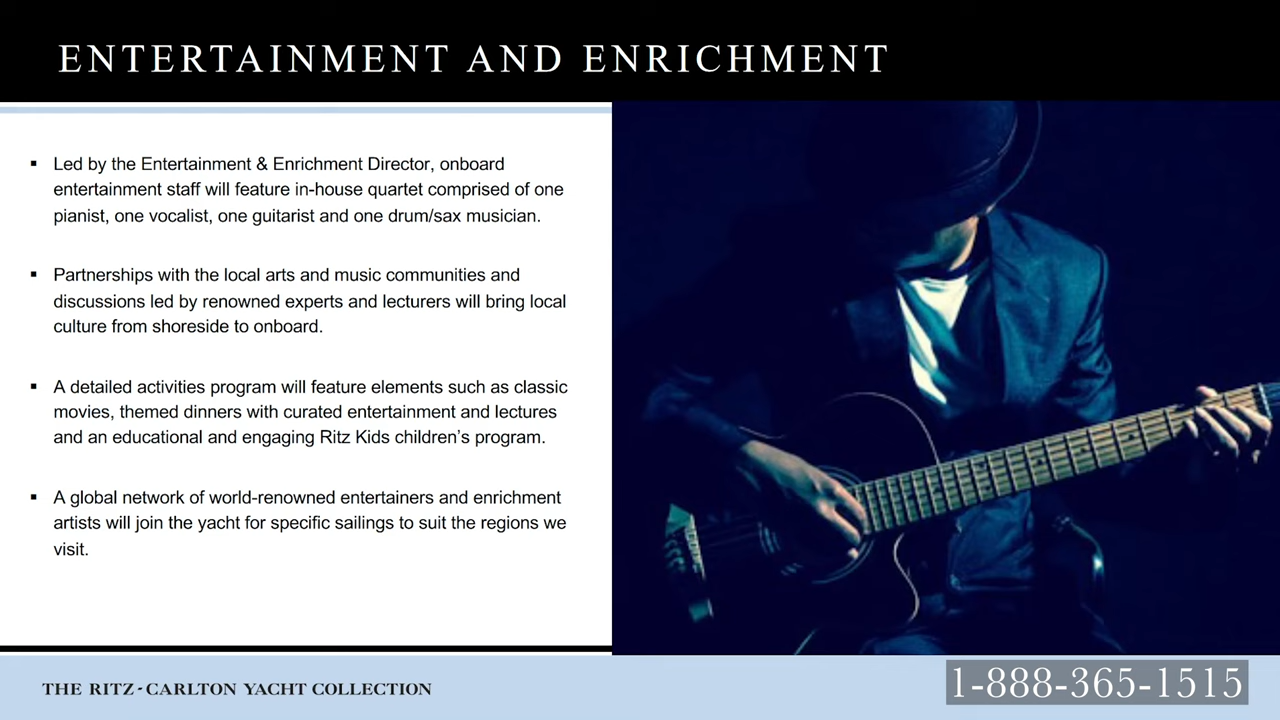 ENTERTAINMENT AND ENRICHMENT
▪ Led by the Entertainment & Enrichment Director, onboard
entertainment staff will feature in-house quartet comprised of one
pianist, one vocalist, one guitarist and one drum/sax musician.
▪ Partnerships with the local arts and music communities and
discussions led by renowned experts and lecturers will bring local
culture from shoreside to onboard.
▪ A detailed activities program will feature elements such as classic
movies, themed dinners with curated entertainment and lectures
and an educational and engaging Ritz Kids children’s program.
▪ A global network of world-renowned entertainers and enrichment
artists will join the yacht for specific sailings to suit the regions we
visit.
THE RITZ-CARLTON YACHT COLLECTION
1-888-365-1515